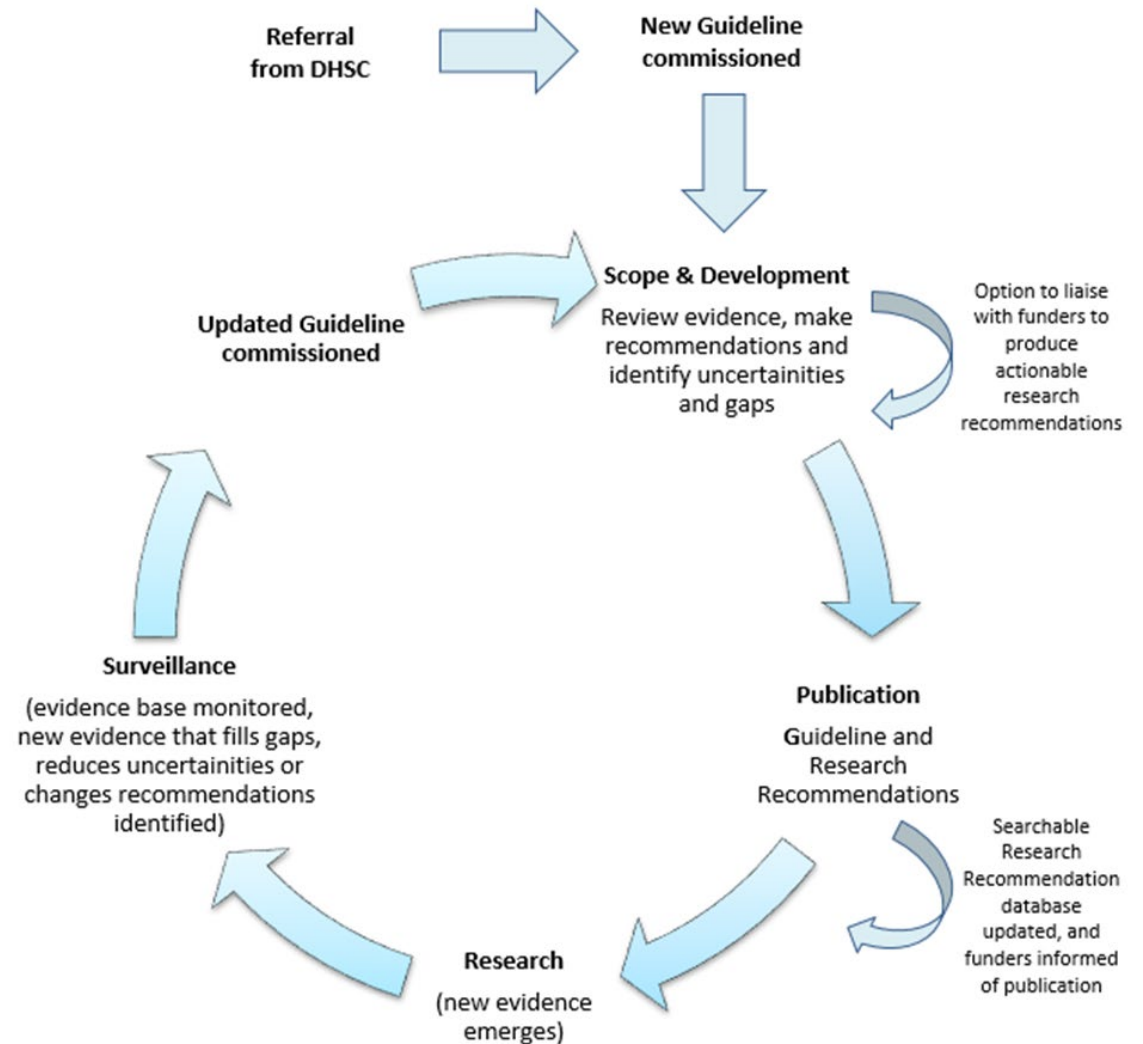 Referral
from DHSC
New Guideline
commissioned
Scope & Development
Review evidence, make
recommendations and
identify uncertainities
and gaps
Option to liaise
with funders to
produce
actionable
research
recommendations
Publication
Guideline and
Research
Recommendations
Searchable
Research
Recommendation
database
updated, and
funders informed
of publication
Research
(new evidence
emerges)
Surveillance
(evidence base monitored,
new evidence that fills gaps,
reduces uncertainities or
changes recommendations
identified)
Updated Guideline
commissioned